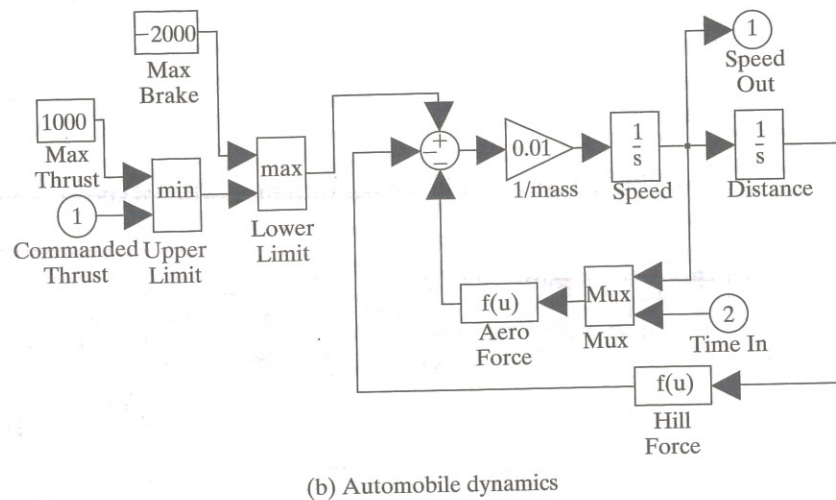 −2000
Max
Brake
1000
Max
Thrust
1
Commanded
Thrust
min
Upper
Limit
max
Lower
Limit
+
−
−
0.01
1/mass
1
s
Speed
1
Speed
Out
1
s
Distance
f(u)
Aero
Force
Mux
Mux
2
Time In
f(u)
Hill
Force
(b) Automobile dynamics